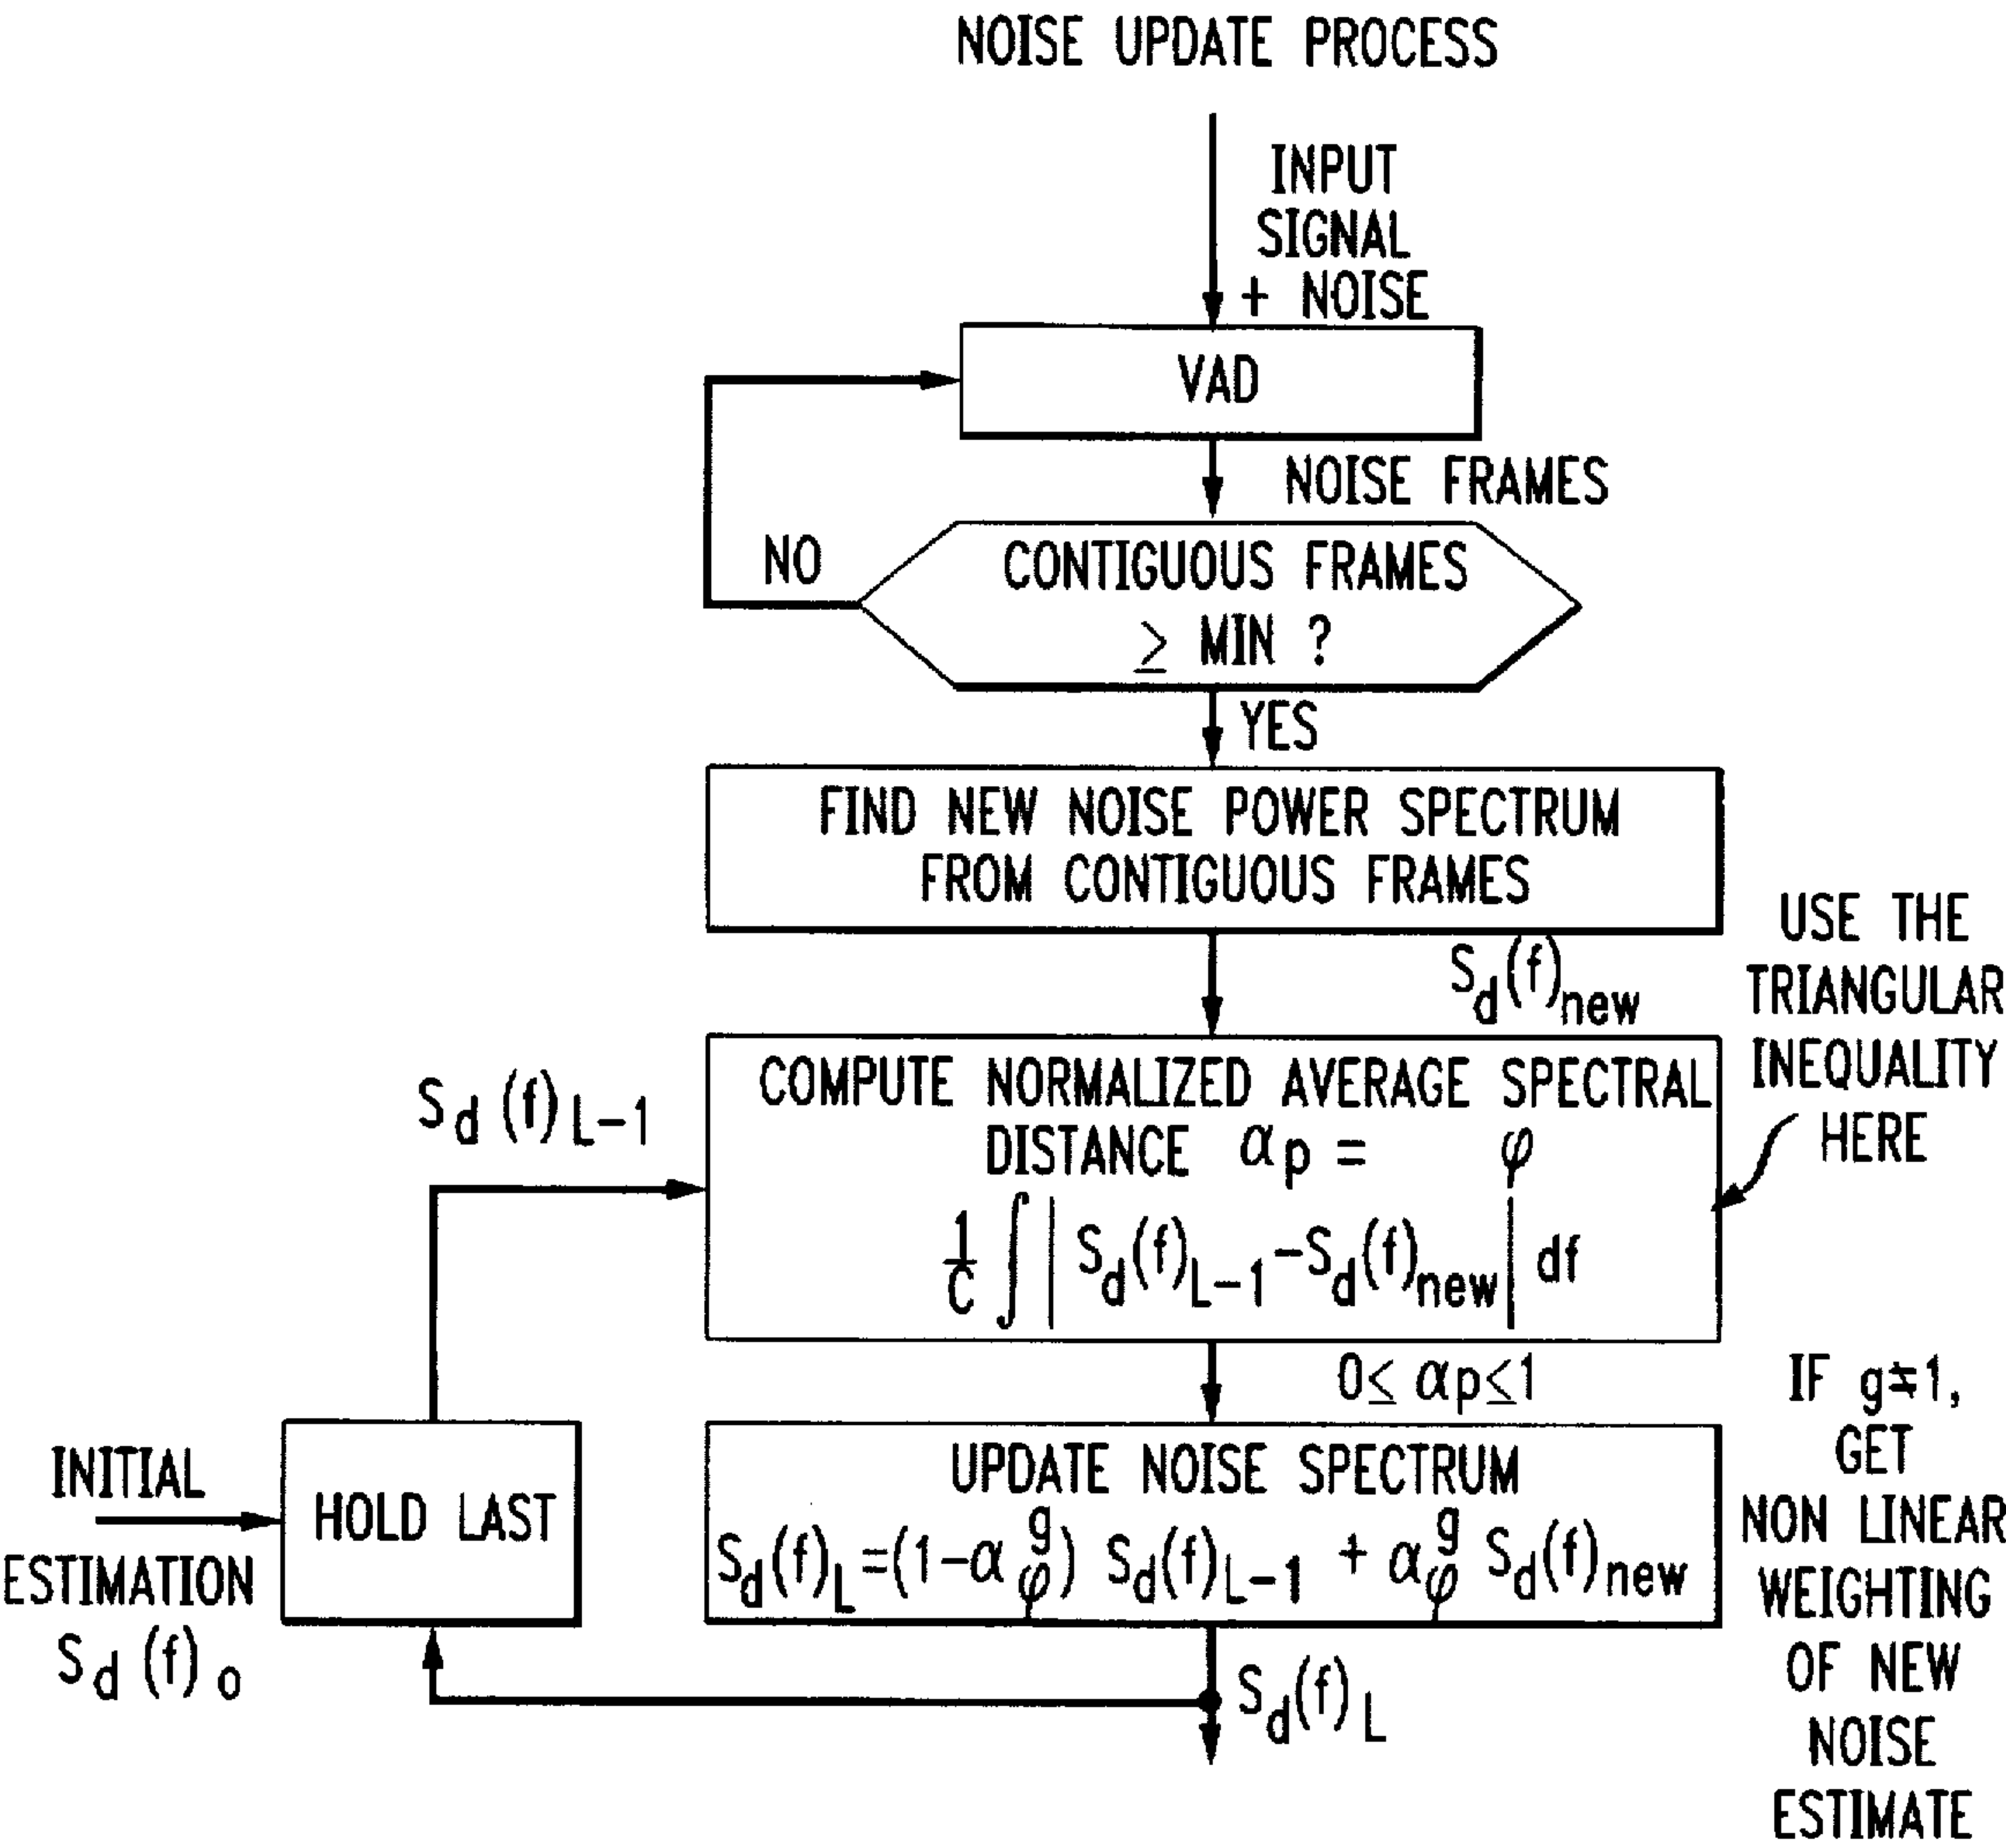 NOISE UPDATE PROCESS
INPUT
SIGNAL
+ NOISE
VAD
NOISE FRAMES
NO
CONTIGUOUS FRAMES
≥ MIN ?
YES
FIND NEW NOISE POWER SPECTRUM
FROM CONTIGUOUS FRAMES
S_d(f)_new
USE THE
TRIANGULAR
INEQUALITY
HERE
S_d(f)_L-1
COMPUTE NORMALIZED AVERAGE SPECTRAL
DISTANCE α_p =
1/C ∫ | S_d(f)_L-1 - S_d(f)_new |^φ df
0≤ α_p ≤1
INITIAL
ESTIMATION
S_d(f)_o
HOLD LAST
UPDATE NOISE SPECTRUM
S_d(f)_L = (1-α_φ^g) S_d(f)_L-1 + α_φ^g S_d(f)_new
S_d(f)_L
IF g≠1,
GET
NON LINEAR
WEIGHTING
OF NEW
NOISE
ESTIMATE